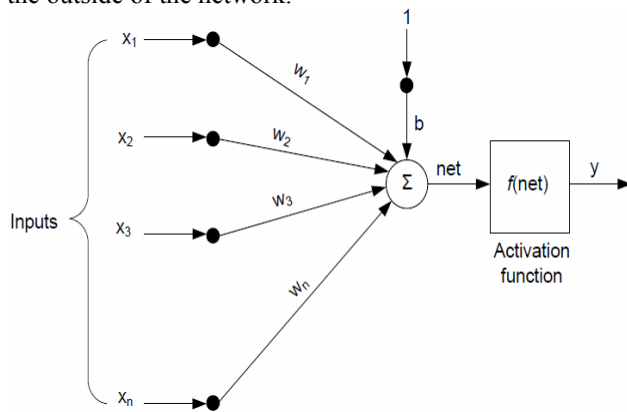 the outside of the network.
1
x1
w1
x2
w2
b
net
y
Σ
f(net)
Inputs
x3
w3
Activation
function
wn
xn